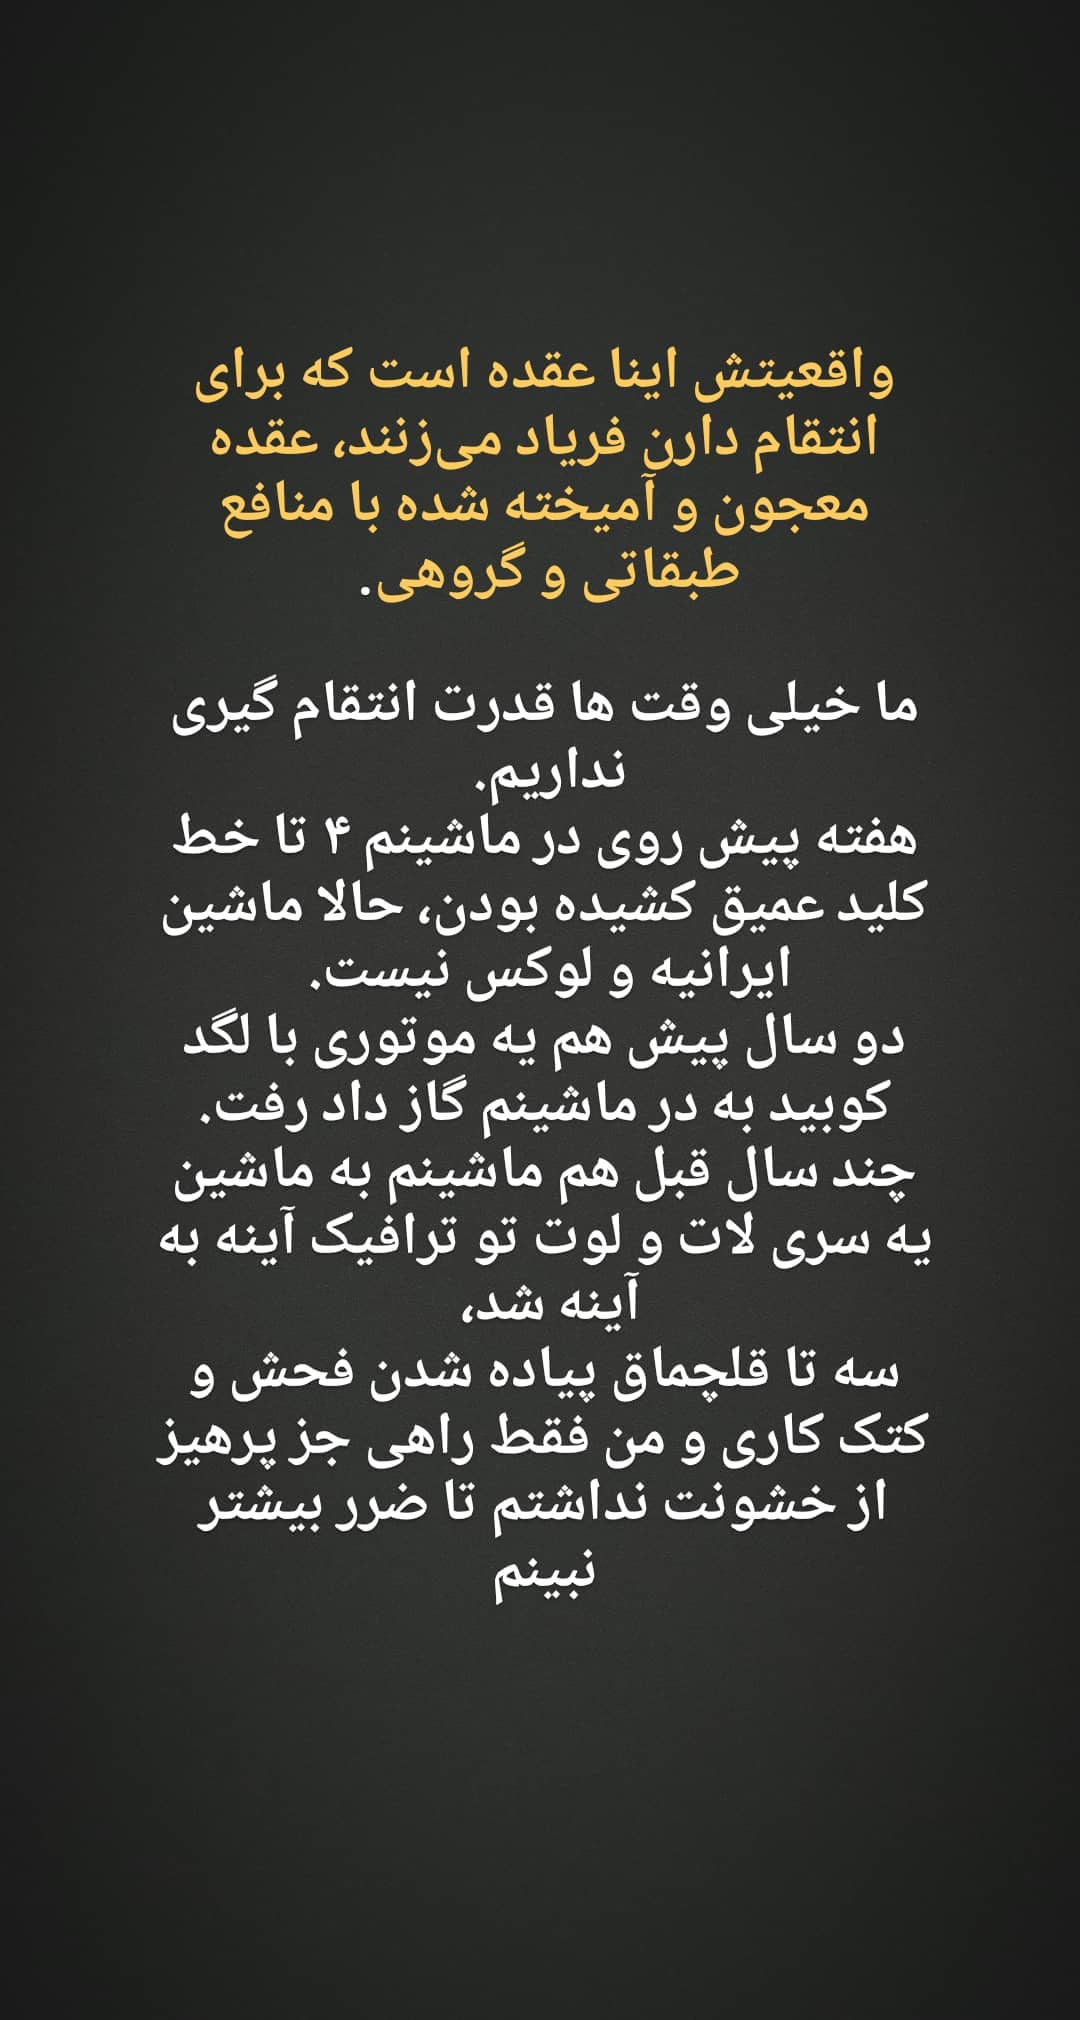 واقعیتش اینا عقده است که برای
انتقام دارن فریاد می‌زنند، عقده
معجون و آمیخته شده با منافع
طبقاتی و گروهی.
ما خیلی وقت ها قدرت انتقام گیری
نداریم.
هفته پیش روی در ماشینم ۴ تا خط
کلید عمیق کشیده بودن، حالا ماشین
ایرانیه و لوکس نیست.
دو سال پیش هم یه موتوری با لگد
کوبید به در ماشینم گاز داد رفت.
چند سال قبل هم ماشینم به ماشین
یه سری لات و لوت تو ترافیک آینه به
آینه شد،
سه تا قلچماق پیاده شدن فحش و
کتک کاری و من فقط راهی جز پرهیز
از خشونت نداشتم تا ضرر بیشتر
نبینم